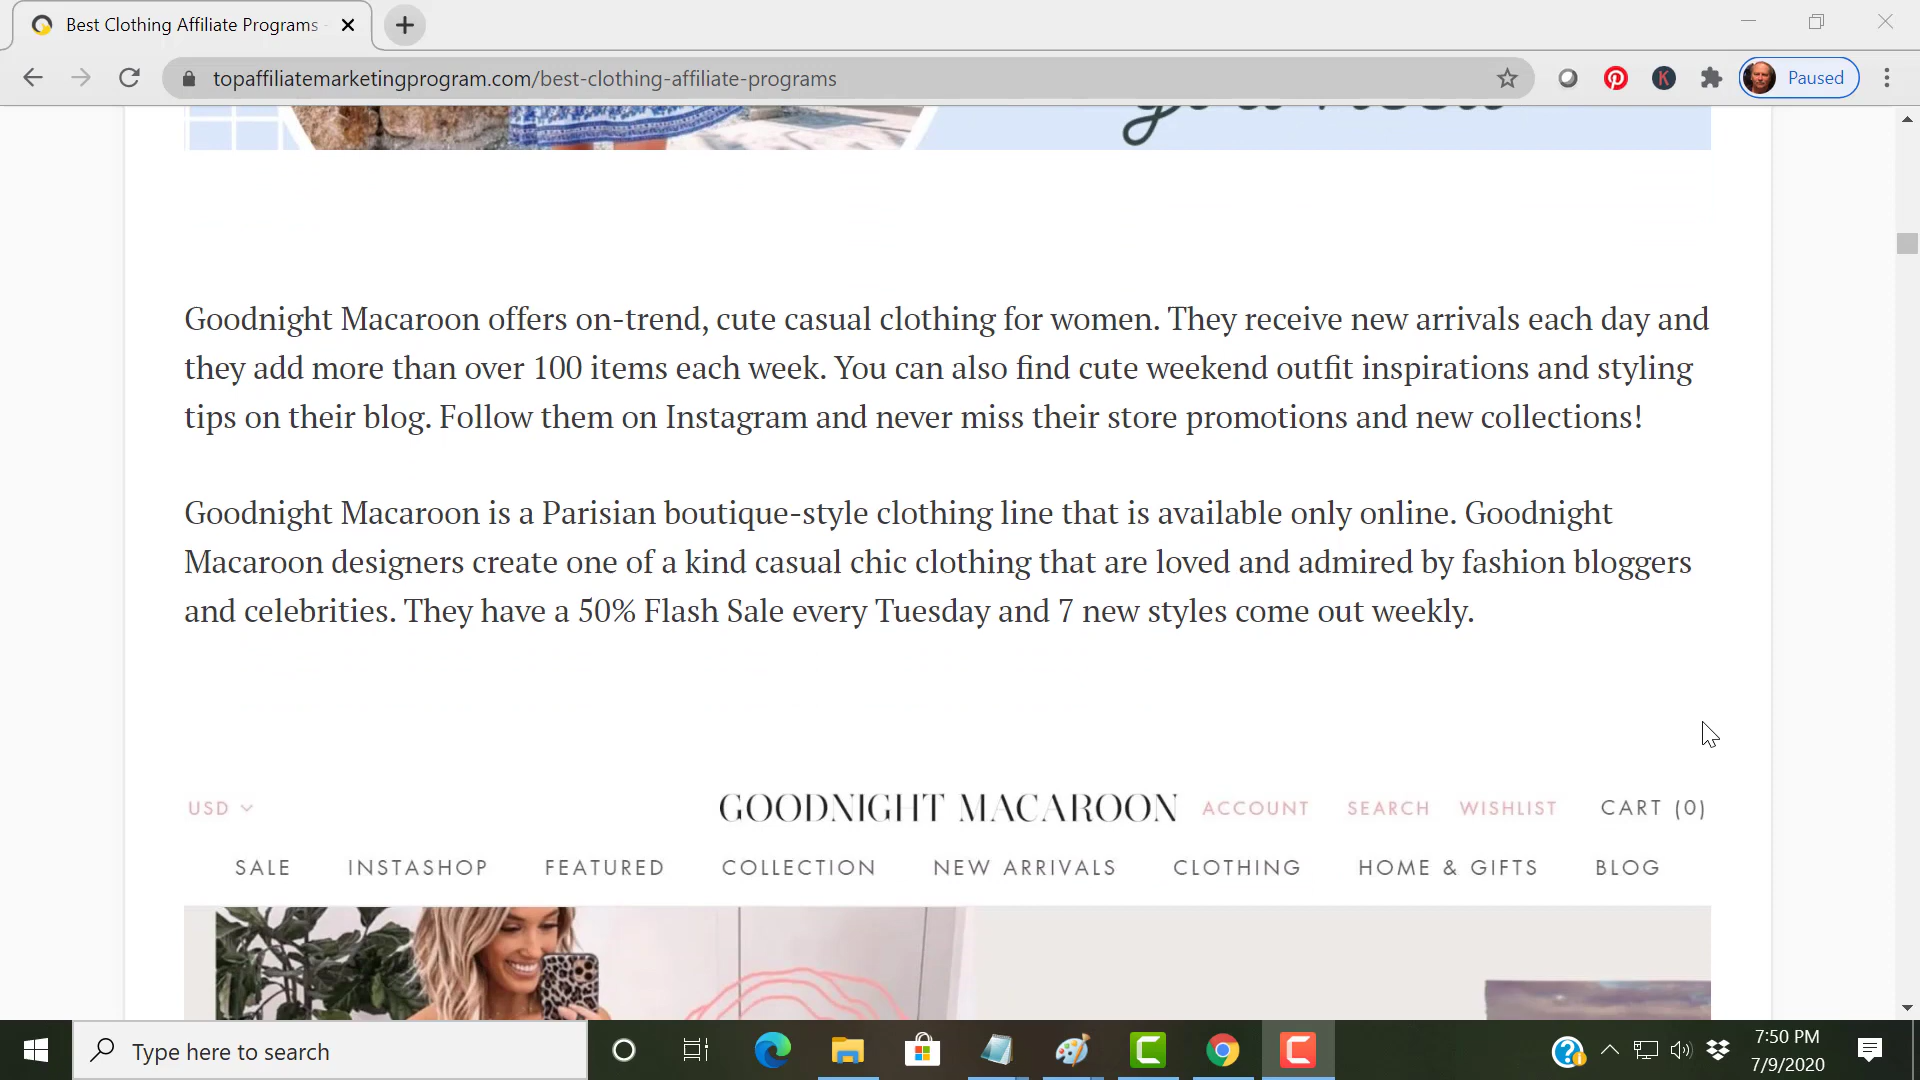 Best Clothing Affiliate Programs -
topaffiliatemarketingprogram.com/best-clothing-affiliate-programs
K
Paused
Goodnight Macaroon offers on-trend, cute casual clothing for women. They receive new arrivals each day and
they add more than over 100 items each week. You can also find cute weekend outfit inspirations and styling
tips on their blog. Follow them on Instagram and never miss their store promotions and new collections!
Goodnight Macaroon is a Parisian boutique-style clothing line that is available only online. Goodnight
Macaroon designers create one of a kind casual chic clothing that are loved and admired by fashion bloggers
and celebrities. They have a 50% Flash Sale every Tuesday and 7 new styles come out weekly.
USD GOODNIGHT MACAROON ACCOUNT SEARCH WISHLIST CART (0)
SALE INSTASHOP FEATURED COLLECTION NEW ARRIVALS CLOTHING HOME & GIFTS BLOG
Type here to search
7:50 PM
7/9/2020